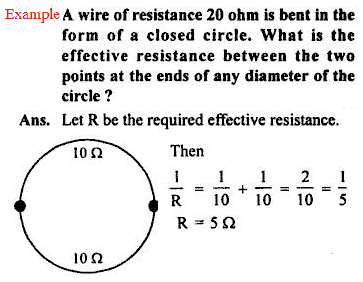 Example A wire of resistance 20 ohm is bent in the
form of a closed circle. What is the
effective resistance between the two
points at the ends of any diameter of the
circle ?
Ans. Let R be the required effective resistance.
10 Ω
Then
1/R = 1/10 + 1/10 = 2/10 = 1/5
R = 5 Ω
10 Ω